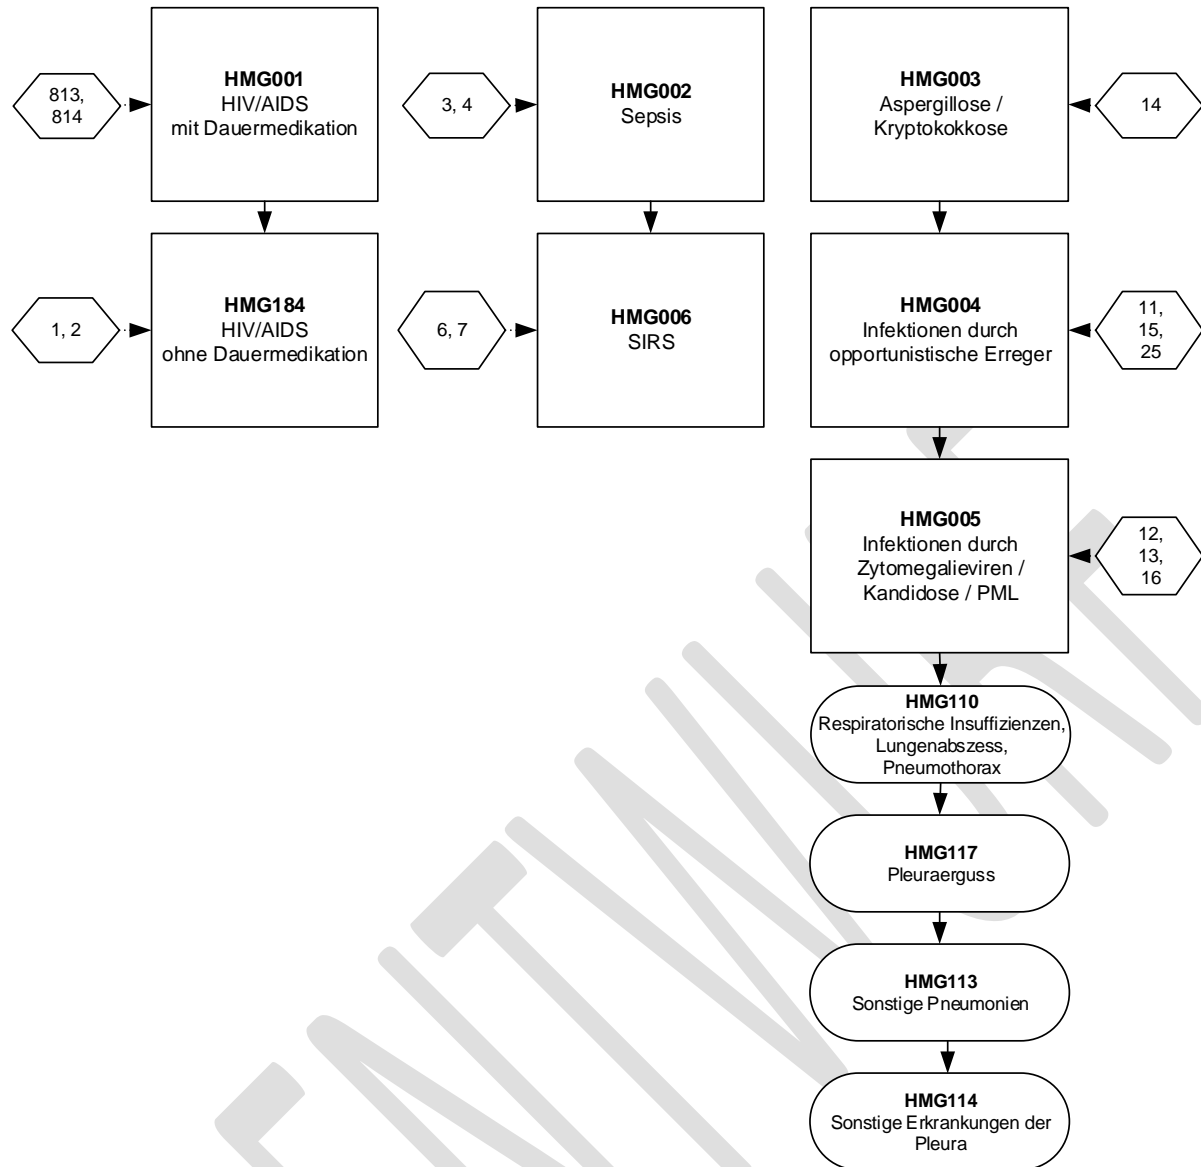 813,
814
HMG001
HIV/AIDS
mit Dauermedikation
3, 4
HMG002
Sepsis
HMG003
Aspergillose /
Kryptokokkose
14
1, 2
HMG184
HIV/AIDS
ohne Dauermedikation
6, 7
HMG006
SIRS
HMG004
Infektionen durch
opportunistische Erreger
11,
15,
25
HMG005
Infektionen durch
Zytomegalieviren /
Kandidose / PML
12,
13,
16
HMG110
Respiratorische Insuffizienzen,
Lungenabszess,
Pneumothorax
HMG117
Pleuraerguss
HMG113
Sonstige Pneumonien
HMG114
Sonstige Erkrankungen der
Pleura
ENTWURF